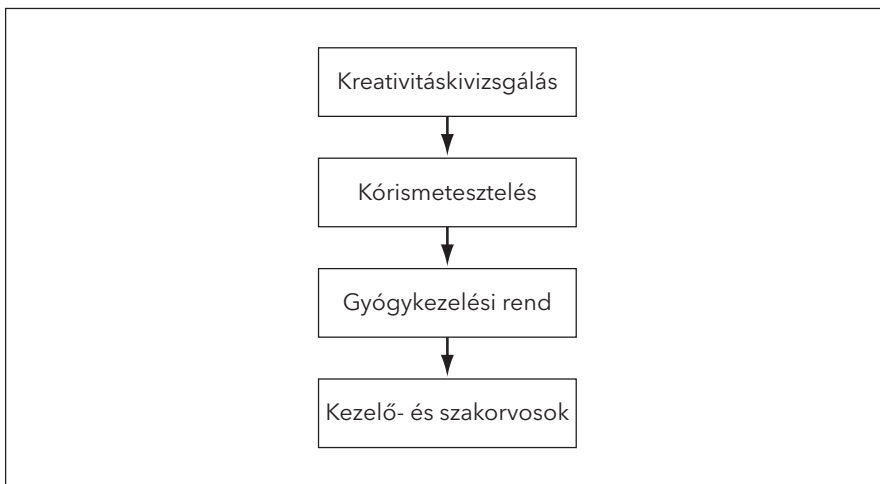 Kreativitáskivizsgálás
Kórismetesztelés
Gyógykezelési rend
Kezelő- és szakorvosok